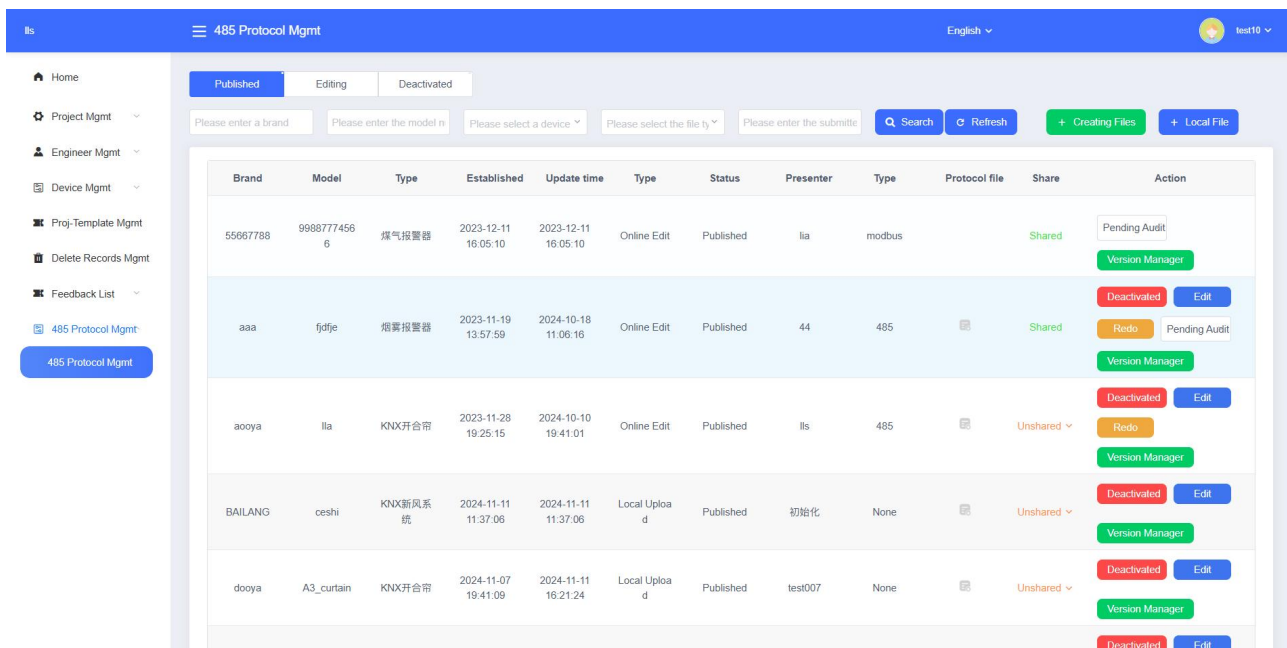 lls
485 Protocol Mgmt
English
test10
Home
Project Mgmt
Engineer Mgmt
Device Mgmt
Proj-Template Mgmt
Delete Records Mgmt
Feedback List
485 Protocol Mgmt
485 Protocol Mgmt
Published Editing Deactivated
Please enter a brand Please enter the model n Please select a device Please select the file ty Please enter the submitte Search Refresh + Creating Files + Local File
Brand Model Type Established Update time Type Status Presenter Type Protocol file Share Action
55667788 9988777456 煤气报警器 2023-12-11 16:05:10 2023-12-11 16:05:10 Online Edit Published lia modbus Shared Pending Audit
Version Manager
aaa fjdfje 烟雾报警器 2023-11-19 13:57:59 2024-10-18 11:06:16 Online Edit Published 44 485 Shared Deactivated Edit
Redo Pending Audit
Version Manager
aooya lla KNX开合帘 2023-11-28 19:25:15 2024-10-10 19:41:01 Online Edit Published lls 485 Unshared Deactivated Edit
Redo
Version Manager
BAILANG ceshi KNX新风系统 2024-11-11 11:37:06 2024-11-11 11:37:06 Local Upload Published 初始化 None Unshared Deactivated Edit
Version Manager
dooya A3_curtain KNX开合帘 2024-11-07 19:41:09 2024-11-11 16:21:24 Local Upload Published test007 None Unshared Deactivated Edit
Version Manager
Deactivated Edit